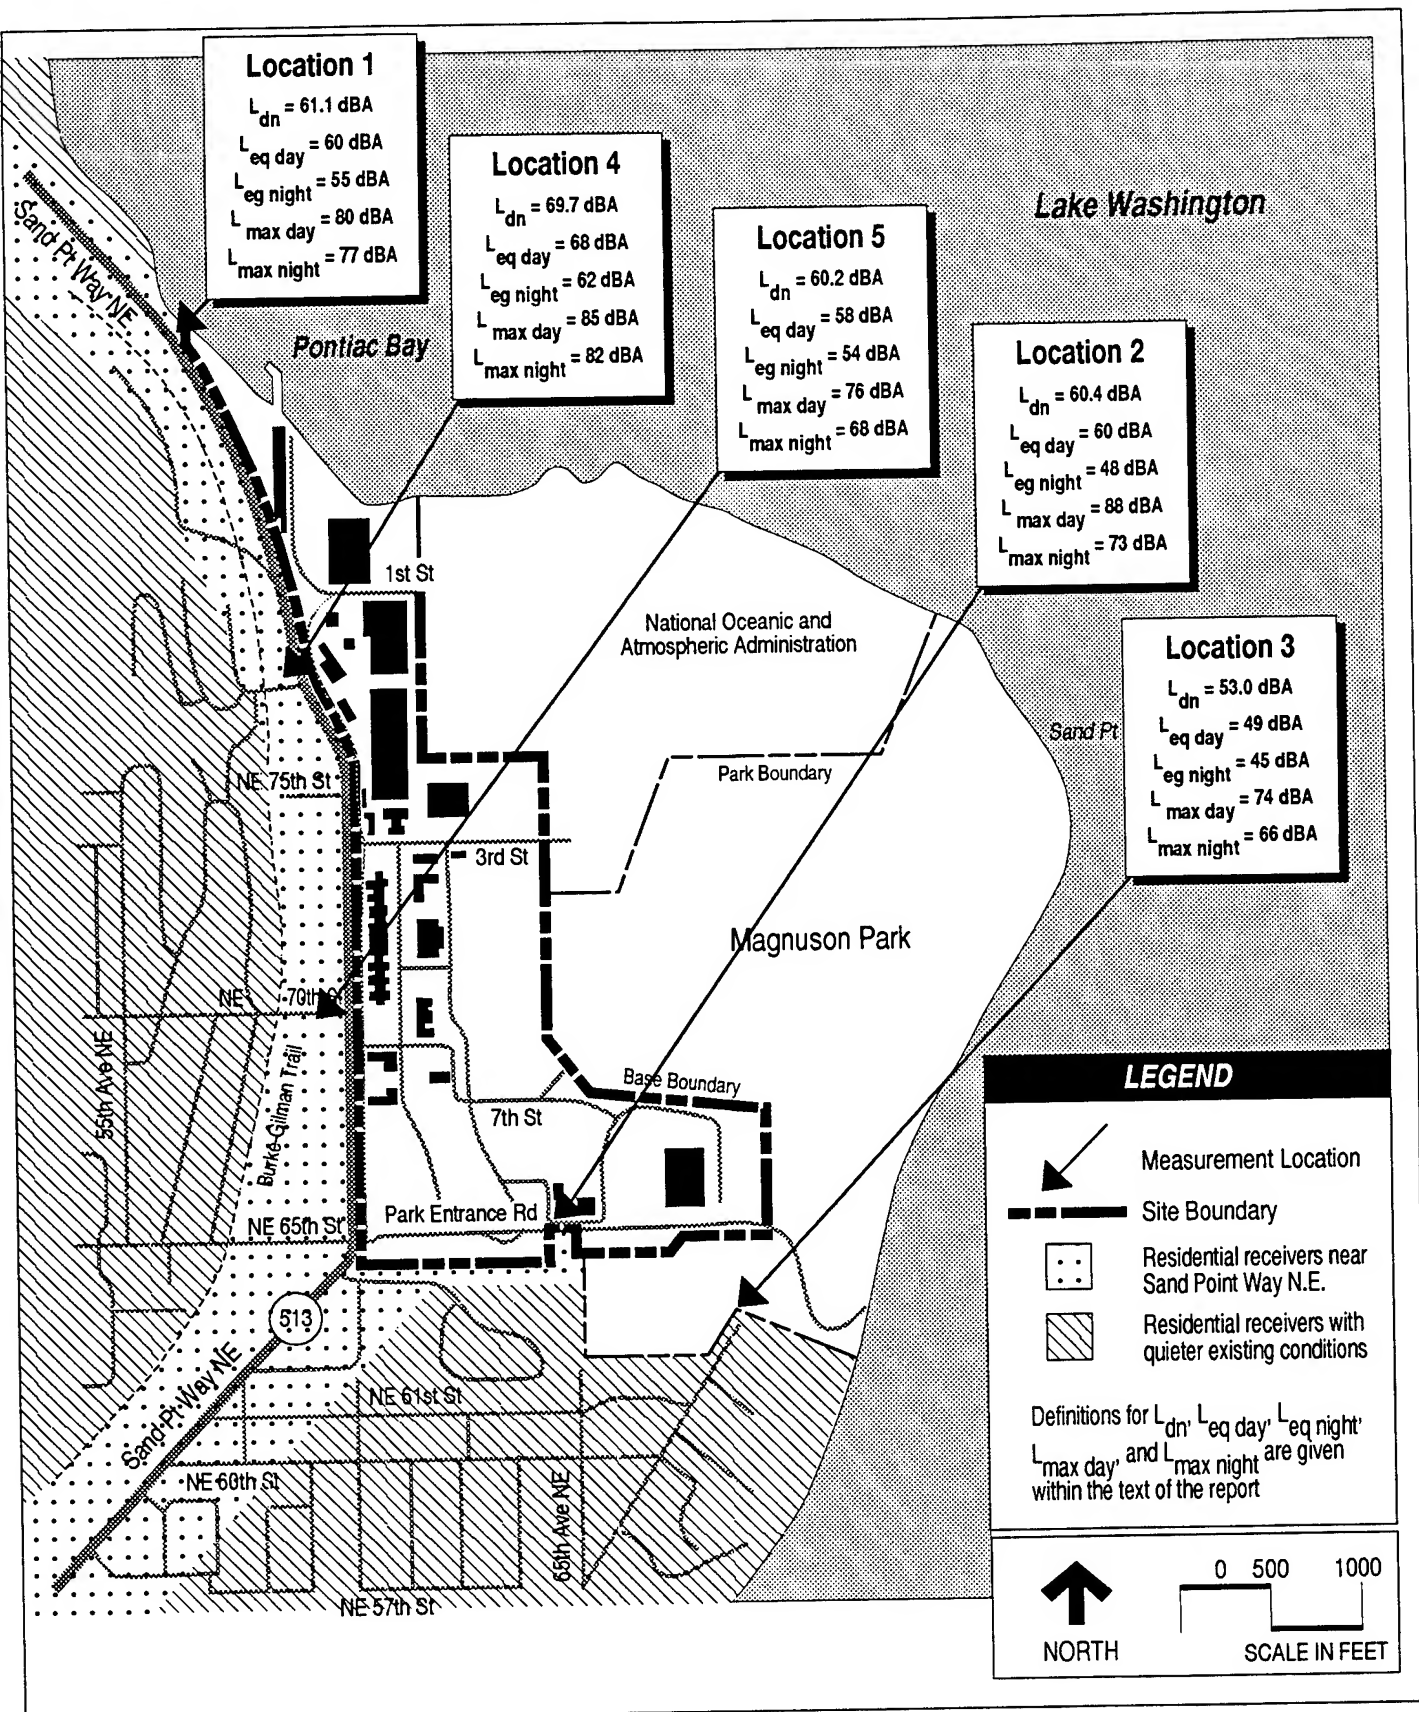 Location 1
Ldn = 61.1 dBA
Leq day = 60 dBA
Leg night = 55 dBA
L max day = 80 dBA
Lmax night = 77 dBA
Location 4
Ldn = 69.7 dBA
Leq day = 68 dBA
Leg night = 62 dBA
L max day = 85 dBA
Lmax night = 82 dBA
Location 5
Ldn = 60.2 dBA
Leq day = 58 dBA
Leg night = 54 dBA
L max day = 76 dBA
Lmax night = 68 dBA
Location 2
Ldn = 60.4 dBA
Leq day = 60 dBA
Leg night = 48 dBA
L max day = 88 dBA
Lmax night = 73 dBA
Location 3
Ldn = 53.0 dBA
Leq day = 49 dBA
Leg night = 45 dBA
L max day = 74 dBA
Lmax night = 66 dBA
Lake Washington
Sand Pt Way NE
Pontiac Bay
1st St
National Oceanic and
Atmospheric Administration
Sand Pt
Park Boundary
NE 75th St
3rd St
Magnuson Park
NE 70th St
55th Ave NE
Burke Gilman Trail
Base Boundary
7th St
Park Entrance Rd
NE 65th St
513
Sand Pt Way NE
NE 61st St
NE 60th St
65th Ave NE
NE 57th St
LEGEND
Measurement Location
Site Boundary
Residential receivers near
Sand Point Way N.E.
Residential receivers with
quieter existing conditions
Definitions for Ldn, Leq day, Leq night,
Lmax day, and Lmax night are given
within the text of the report
0 500 1000
NORTH
SCALE IN FEET